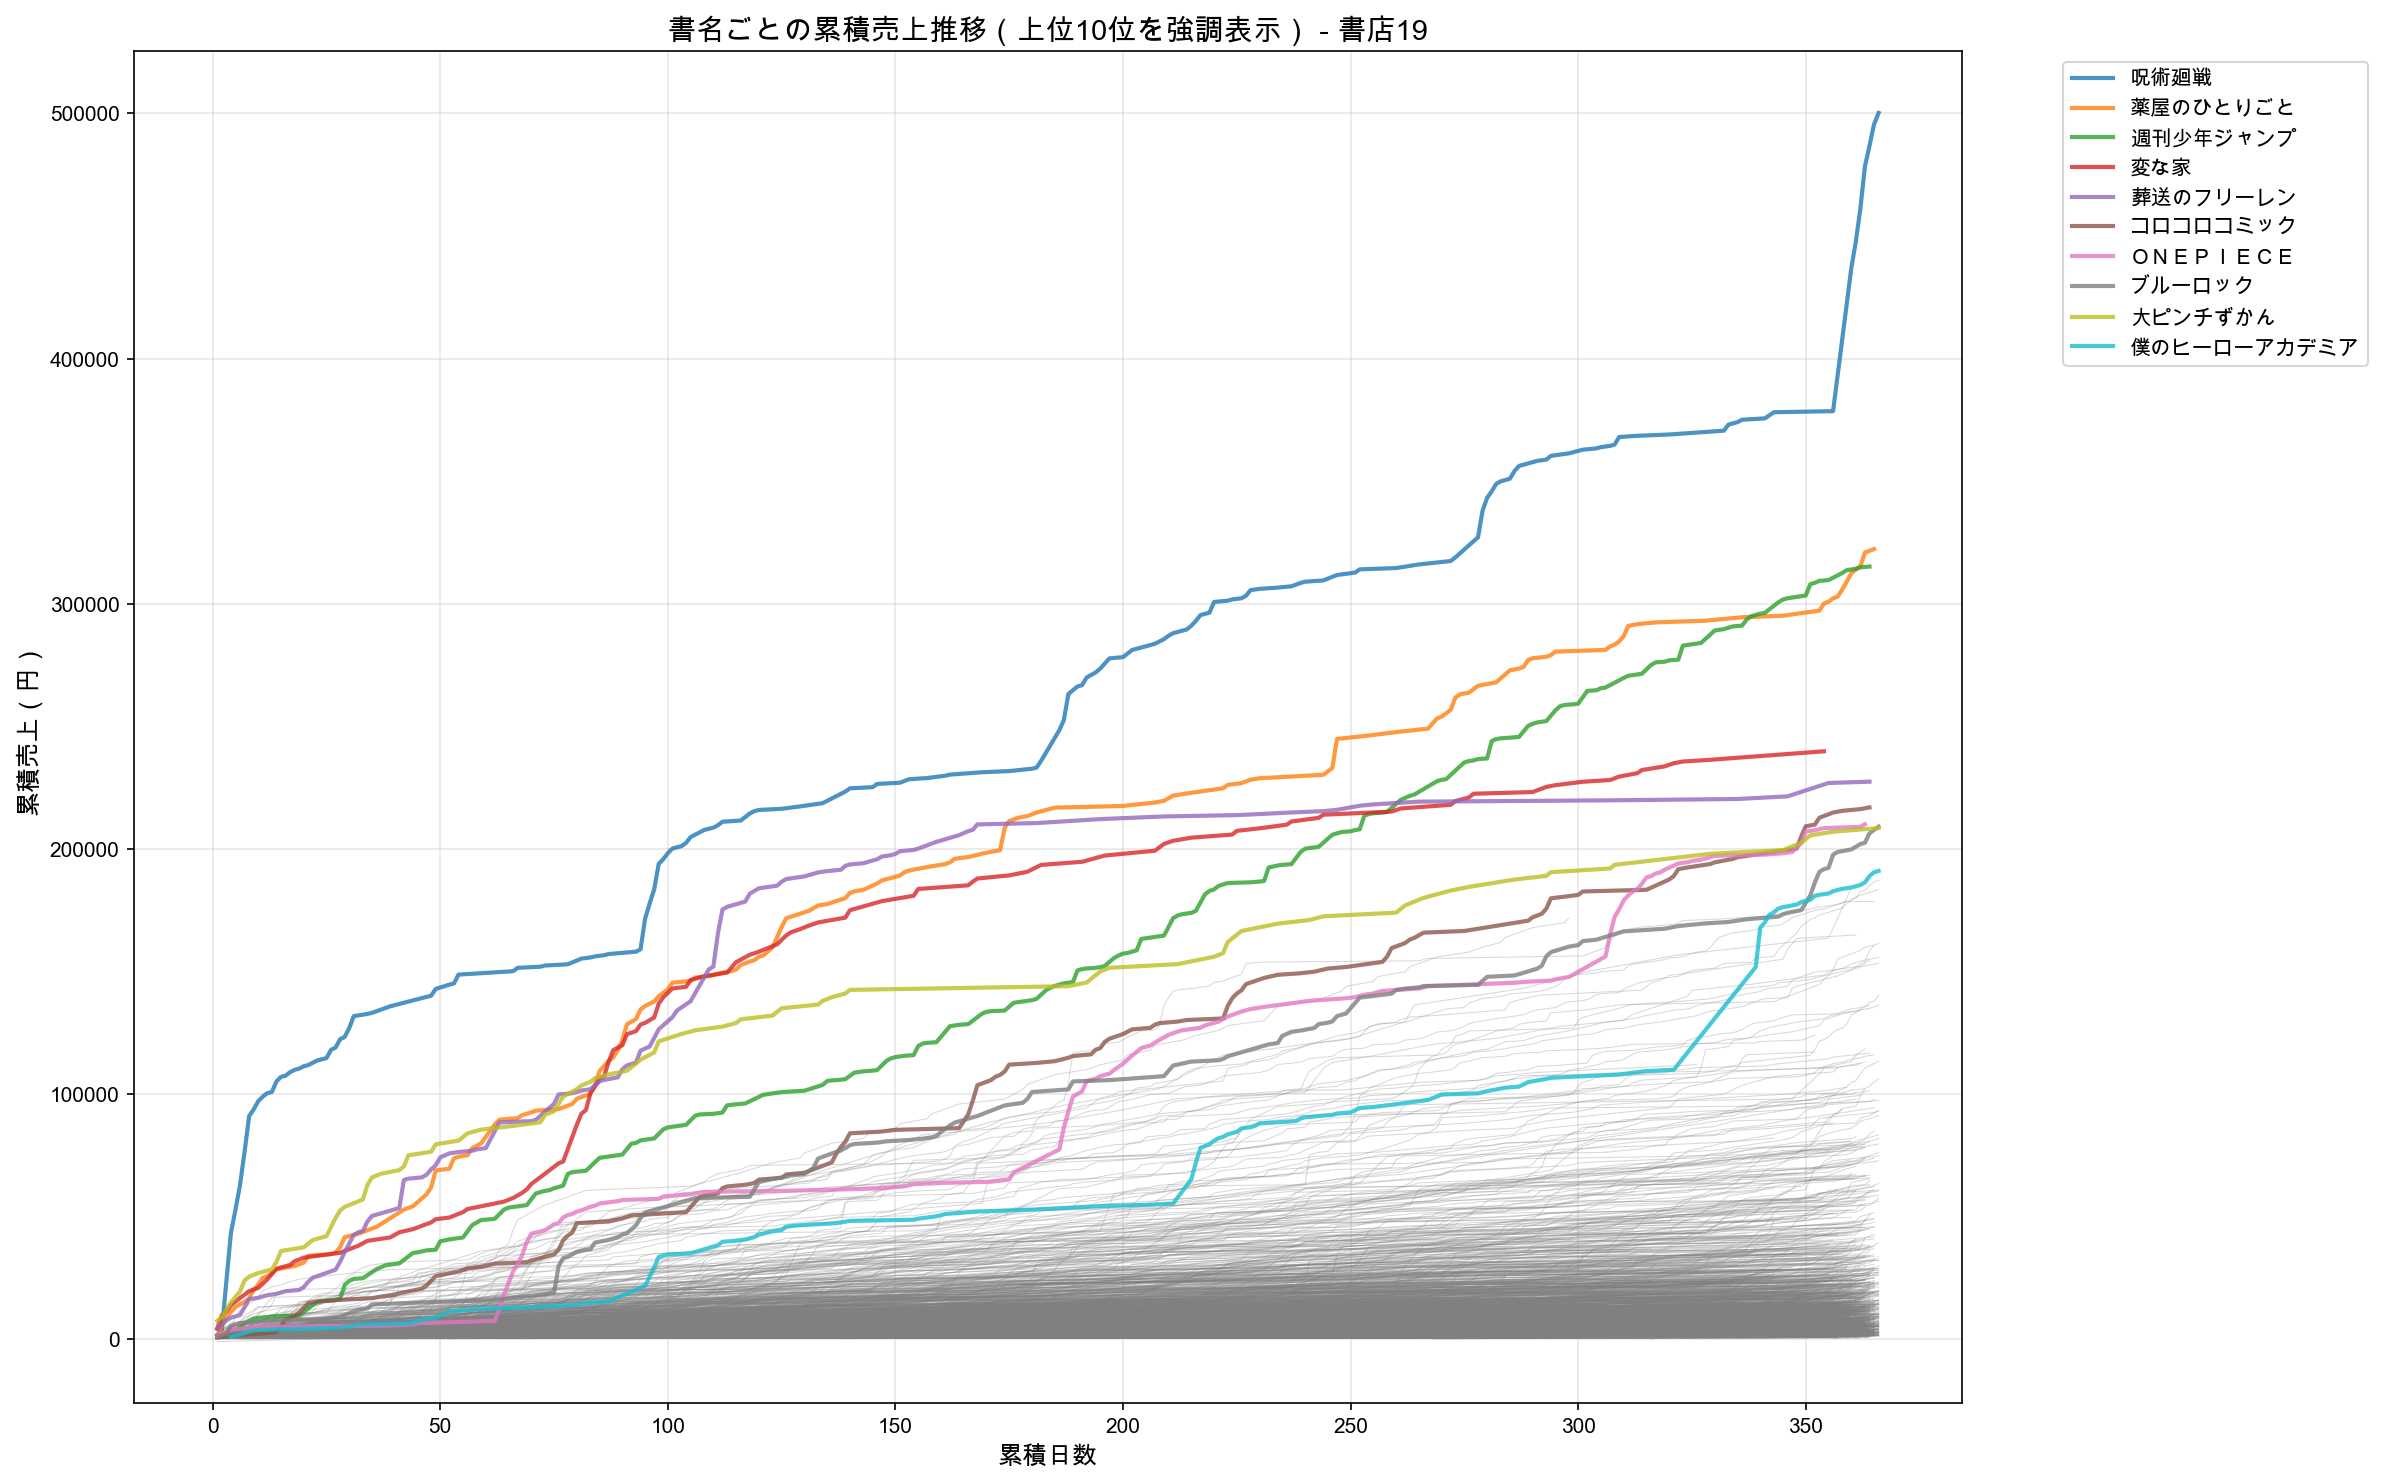 書名ごとの累積売上推移（上位10位を強調表示） - 書店19
累積売上（円）
500000
400000
300000
200000
100000
0
0 50 100 150 200 250 300 350
累積日数
呪術廻戦
薬屋のひとりごと
週刊少年ジャンプ
変な家
葬送のフリーレン
コロコロコミック
ＯＮＥＰＩＥＣＥ
ブルーロック
大ピンチずかん
僕のヒーローアカデミア